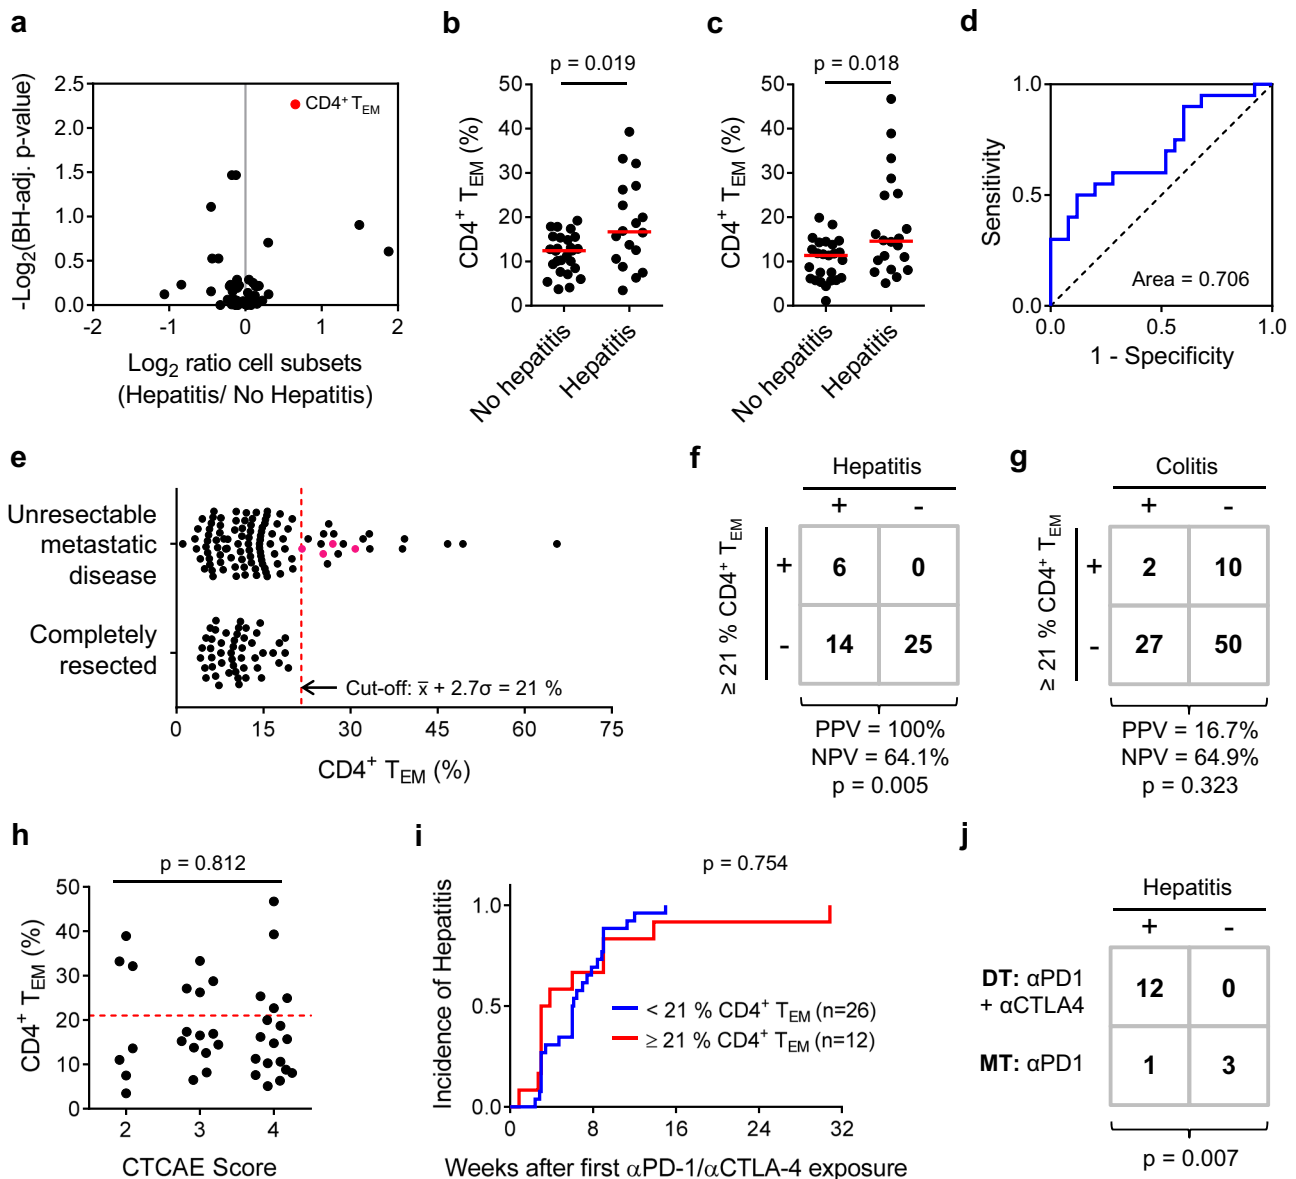 a
-Log2(BH-adj. p-value)
2.5
2.0
1.5
1.0
0.5
0.0
CD4+ TEM
-2
-1
0
1
2
Log2 ratio cell subsets
(Hepatitis/ No Hepatitis)
b
p = 0.019
CD4+ TEM (%)
50
40
30
20
10
0
No hepatitis
Hepatitis
c
p = 0.018
CD4+ TEM (%)
50
40
30
20
10
0
No hepatitis
Hepatitis
d
Sensitivity
1.0
0.5
0.0
Area = 0.706
0.0
0.5
1.0
1 - Specificity
e
Unresectable
metastatic
disease
Completely
resected
Cut-off: x̅ + 2.7σ = 21 %
0
15
30
45
60
75
CD4+ TEM (%)
f
Hepatitis
+
-
≥ 21 % CD4+ TEM
+
6
0
-
14
25
PPV = 100%
NPV = 64.1%
p = 0.005
g
Colitis
+
-
≥ 21 % CD4+ TEM
+
2
10
-
27
50
PPV = 16.7%
NPV = 64.9%
p = 0.323
h
p = 0.812
CD4+ TEM (%)
50
40
30
20
10
0
2
3
4
CTCAE Score
i
p = 0.754
Incidence of Hepatitis
1.0
0.5
0.0
< 21 % CD4+ TEM (n=26)
≥ 21 % CD4+ TEM (n=12)
0
8
16
24
32
Weeks after first αPD-1/αCTLA-4 exposure
j
Hepatitis
+
-
DT: αPD1
+ αCTLA4
12
0
MT: αPD1
1
3
p = 0.007